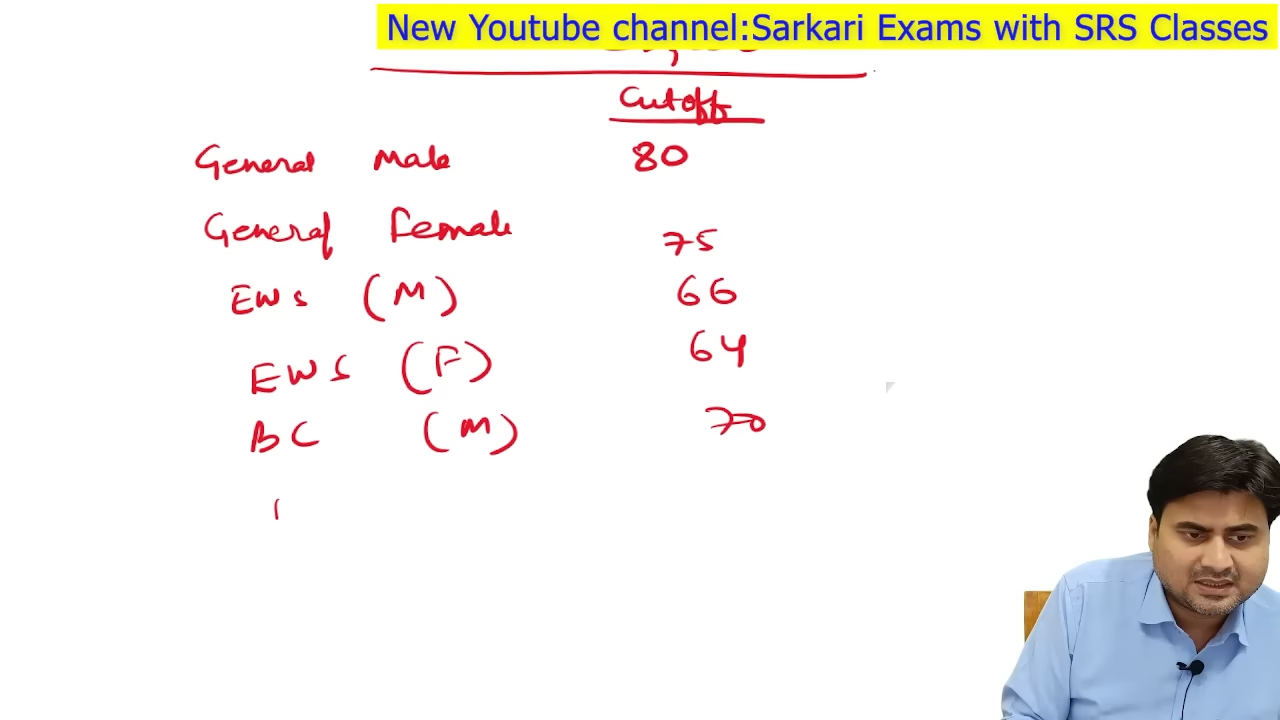 New Youtube channel:Sarkari Exams with SRS Classes
Cutoff
General Male 80
General Female 75
EWS (M) 66
EWS (F) 64
BC (M) 70